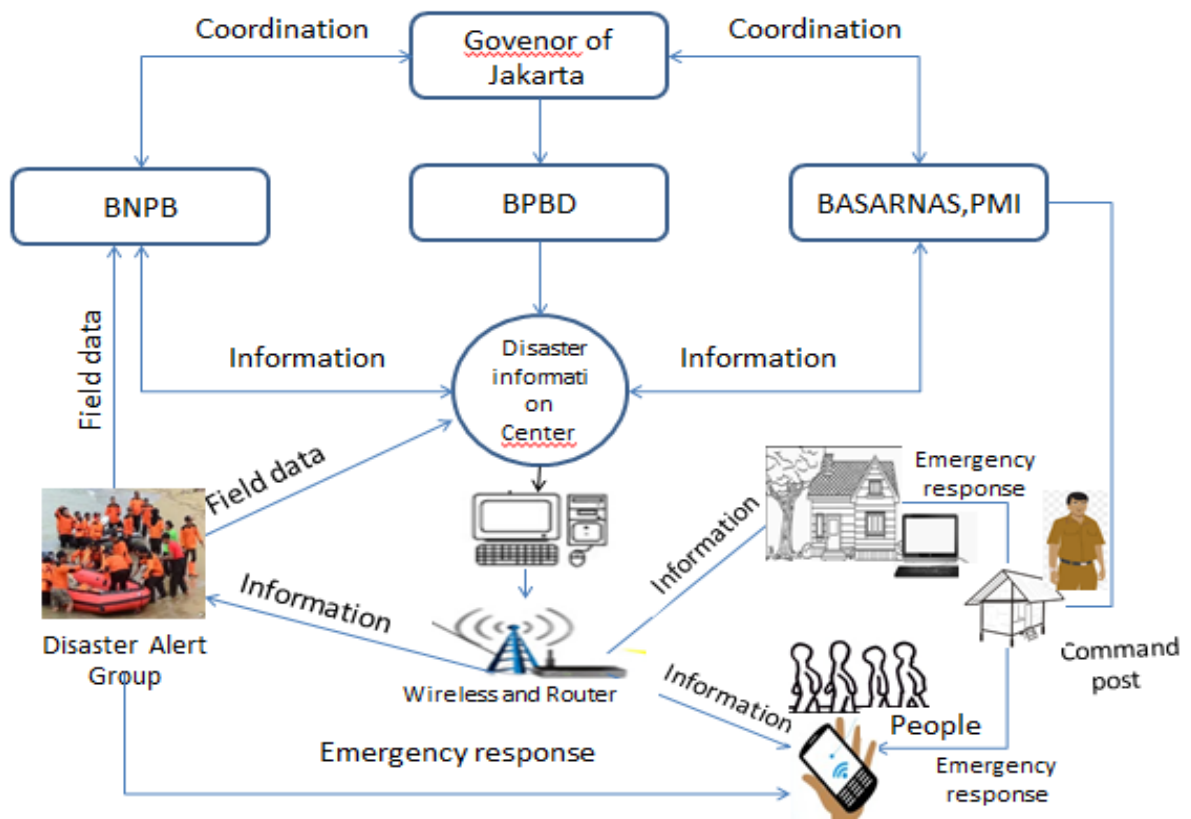 Coordination
Coordination
Govenor of
Jakarta
BNPB
BPBD
BASARNAS,PMI
Field data
Information
Disaster
informati
on
Center
Information
Field data
Emergency
response
Information
Information
Disaster Alert
Group
Wireless and Router
Information
Command
post
People
Emergency response
Emergency
response